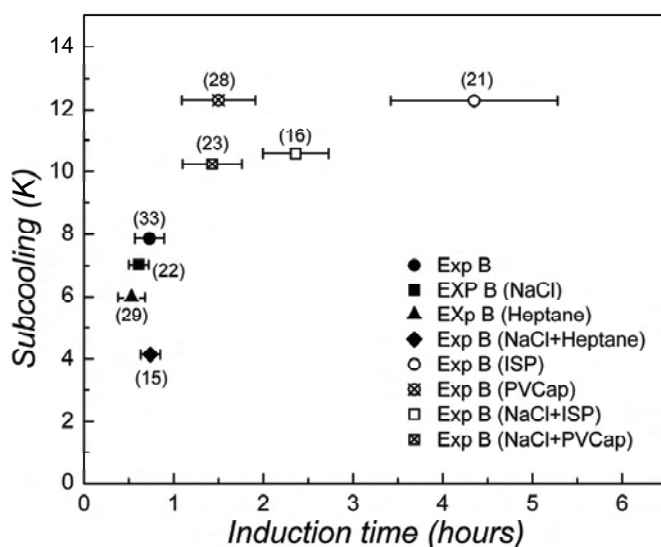 Subcooling (K)
14
12
10
8
6
4
2
0
(28)
(21)
(23)
(16)
(33)
(22)
(29)
(15)
Exp B
EXP B (NaCl)
EXp B (Heptane)
Exp B (NaCl+Heptane)
Exp B (ISP)
Exp B (PVCap)
Exp B (NaCl+ISP)
Exp B (NaCl+PVCap)
0 1 2 3 4 5 6
Induction time (hours)